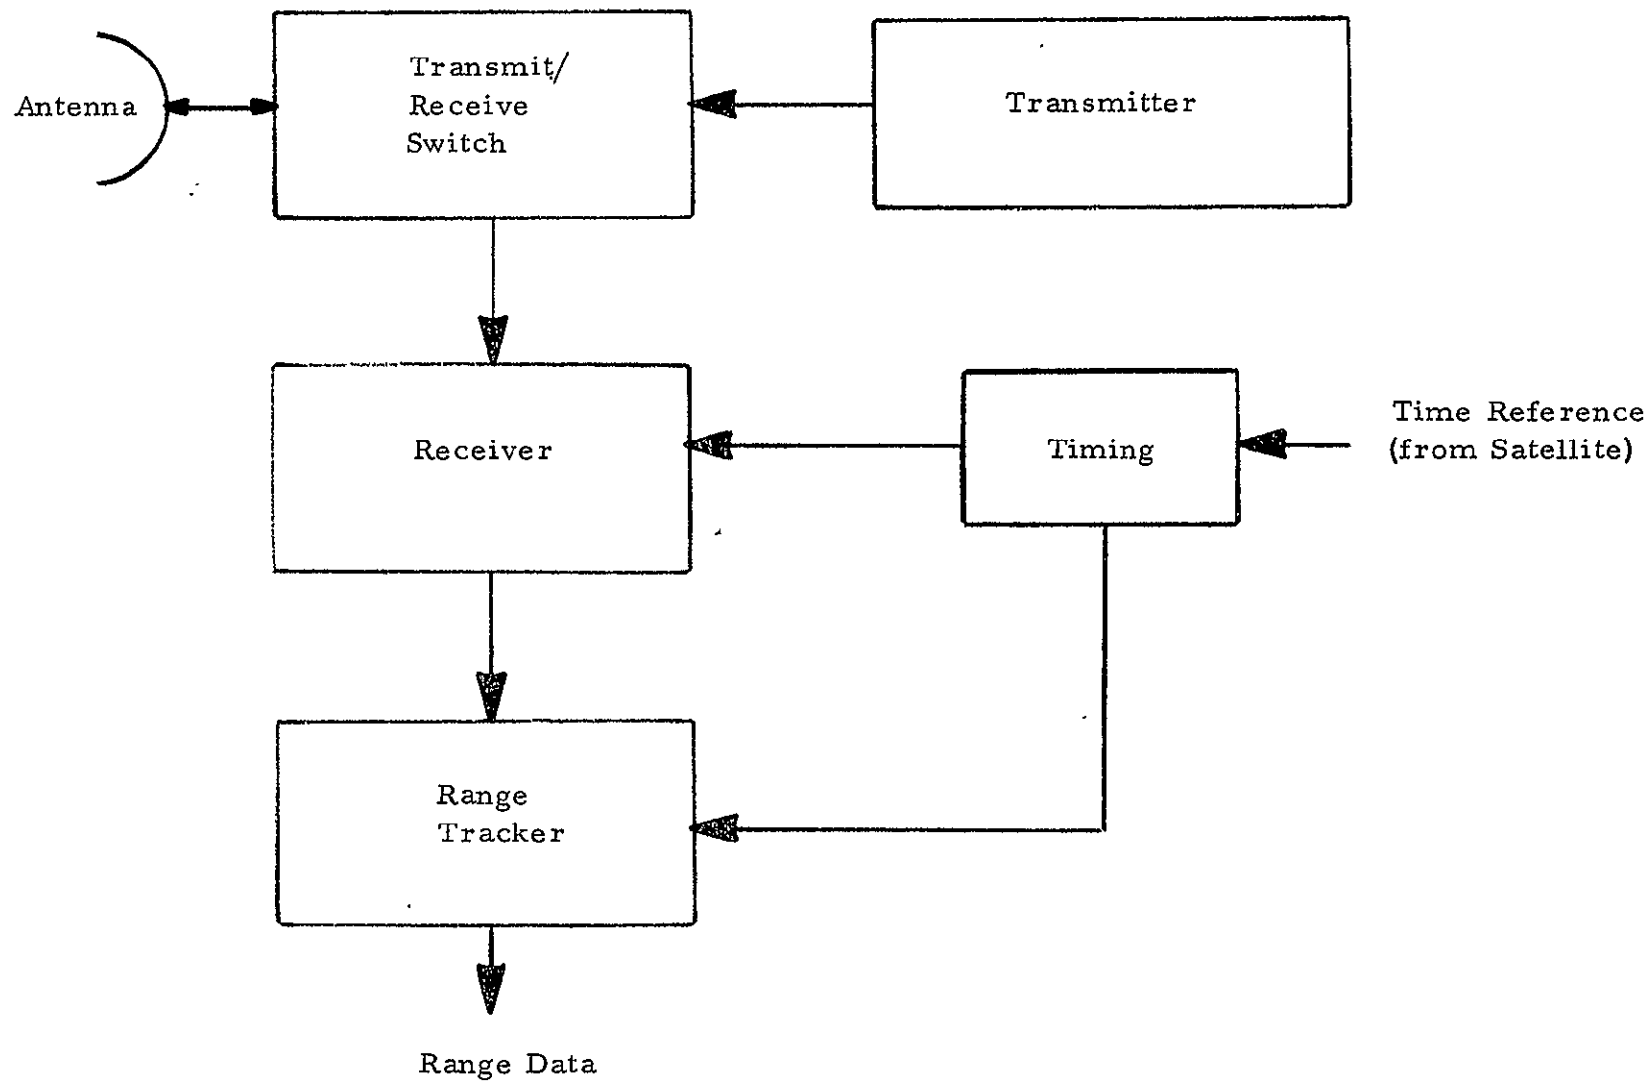 Antenna
Transmit/
Receive
Switch
Transmitter
Receiver
Timing
Time Reference
(from Satellite)
Range
Tracker
Range Data